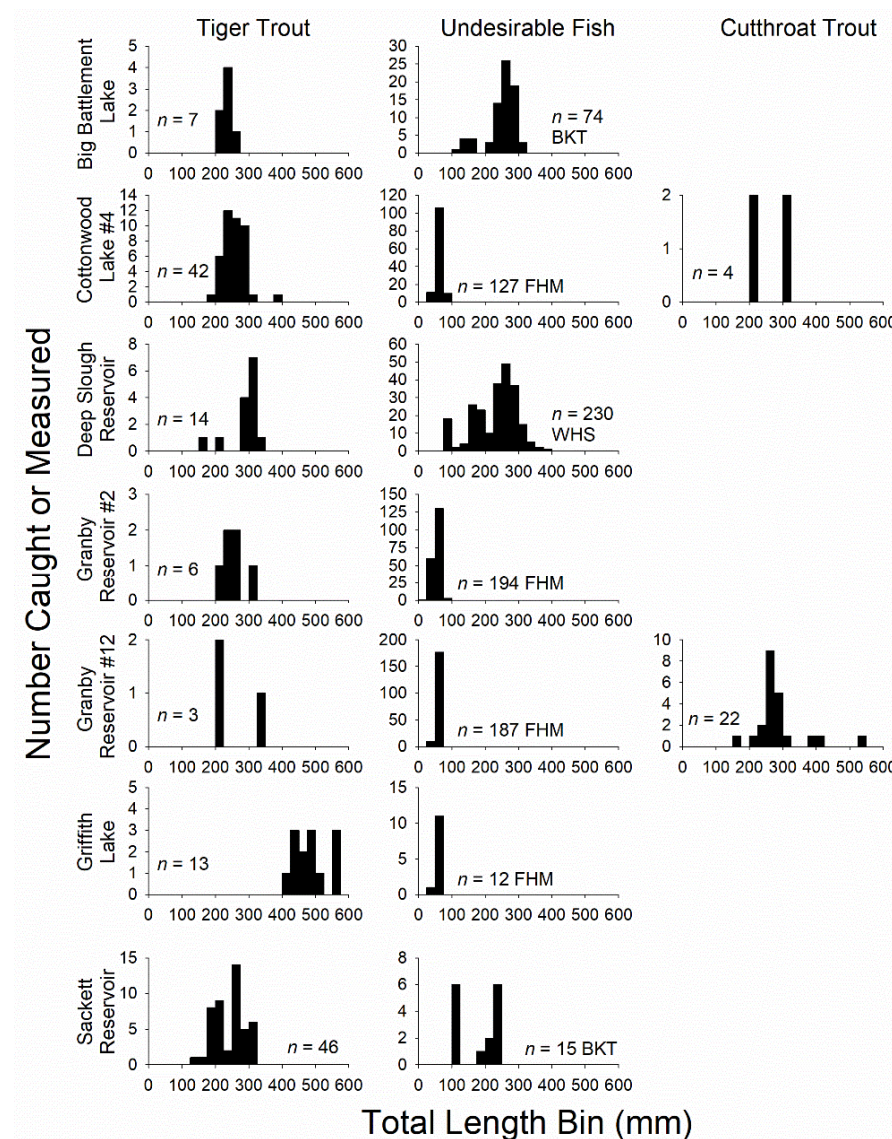 Tiger Trout
Undesirable Fish
Cutthroat Trout
Number Caught or Measured
Big Battlement
Lake
5
4
3
2
1
0
n = 7
0 100 200 300 400 500 600
30
25
20
15
10
5
0
n = 74
BKT
0 100 200 300 400 500 600
Cottonwood
Lake #4
14
12
10
8
6
4
2
0
n = 42
0 100 200 300 400 500 600
120
100
80
60
40
20
0
n = 127 FHM
0 100 200 300 400 500 600
2
1
0
n = 4
0 100 200 300 400 500 600
Deep Slough
Reservoir
8
6
4
2
0
n = 14
0 100 200 300 400 500 600
60
50
40
30
20
10
0
n = 230
WHS
0 100 200 300 400 500 600
Granby
Reservoir #2
3
2
1
0
n = 6
0 100 200 300 400 500 600
150
125
100
75
50
25
0
n = 194 FHM
0 100 200 300 400 500 600
Granby
Reservoir #12
2
1
0
n = 3
0 100 200 300 400 500 600
200
150
100
50
0
n = 187 FHM
0 100 200 300 400 500 600
10
8
6
4
2
0
n = 22
0 100 200 300 400 500 600
Griffith
Lake
5
4
3
2
1
0
n = 13
0 100 200 300 400 500 600
15
10
5
0
n = 12 FHM
0 100 200 300 400 500 600
Sackett
Reservoir
15
10
5
0
n = 46
0 100 200 300 400 500 600
8
6
4
2
0
n = 15 BKT
0 100 200 300 400 500 600
Total Length Bin (mm)